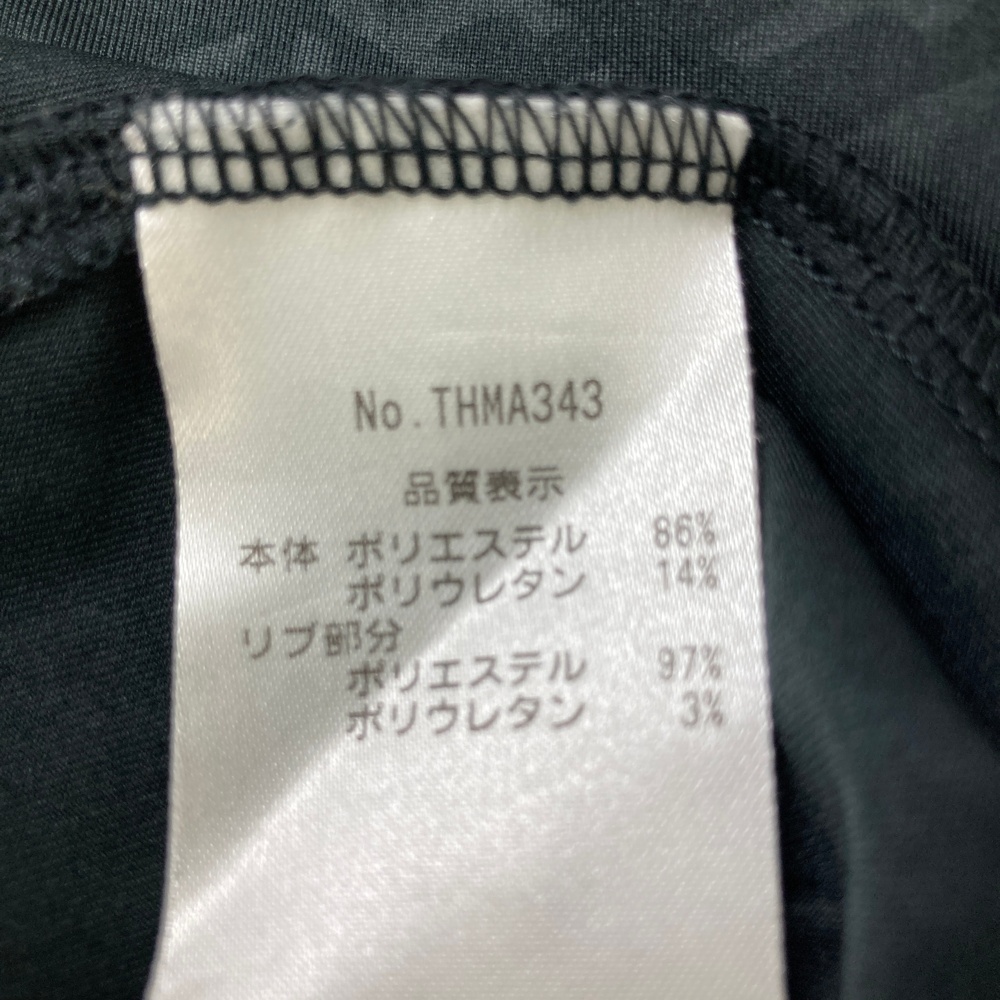 No.THMA343
品質表示
本体 ポリエステル 86%
ポリウレタン 14%
リブ部分
ポリエステル 97%
ポリウレタン 3%